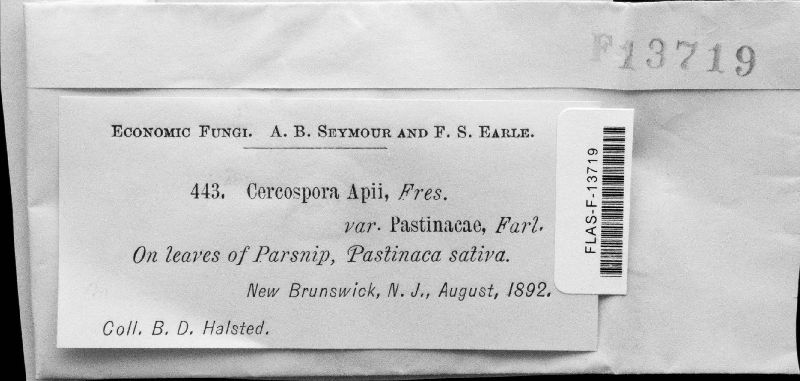 F13719
ECONOMIC FUNGI. A. B. SEYMOUR AND F. S. EARLE.
443. Cercospora Apii, Fres.
var. Pastinacae, Farl.
On leaves of Parsnip, Pastinaca sativa.
New Brunswick, N. J., August, 1892.
Coll. B. D. Halsted.
FLAS-F-13719